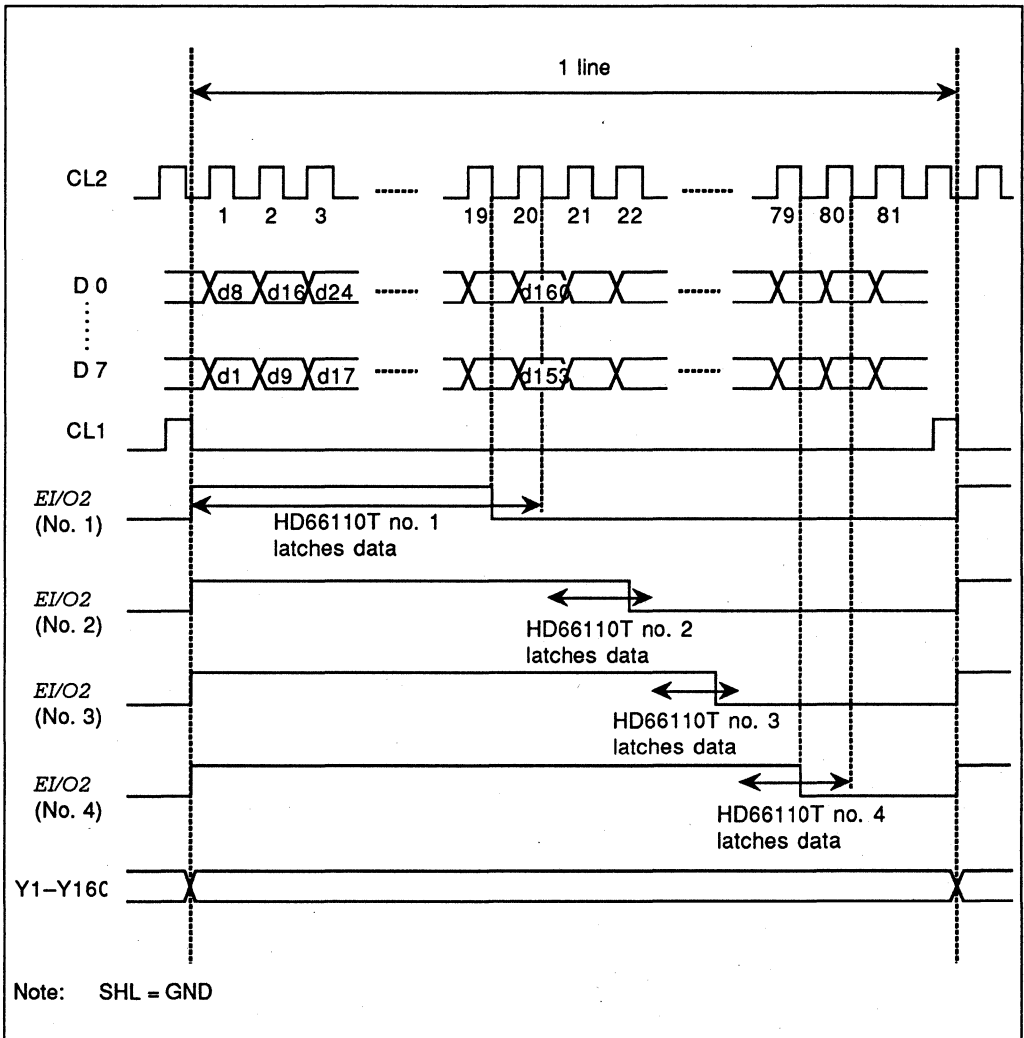 1 line
CL2
1 2 3 19 20 21 22 79 80 81
D 0
d8 d16 d24 d160
D 7
d1 d9 d17 d153
CL1
EI/O2
(No. 1)
HD66110T no. 1
latches data
EI/O2
(No. 2)
HD66110T no. 2
latches data
EI/O2
(No. 3)
HD66110T no. 3
latches data
EI/O2
(No. 4)
HD66110T no. 4
latches data
Y1–Y160
Note: SHL = GND